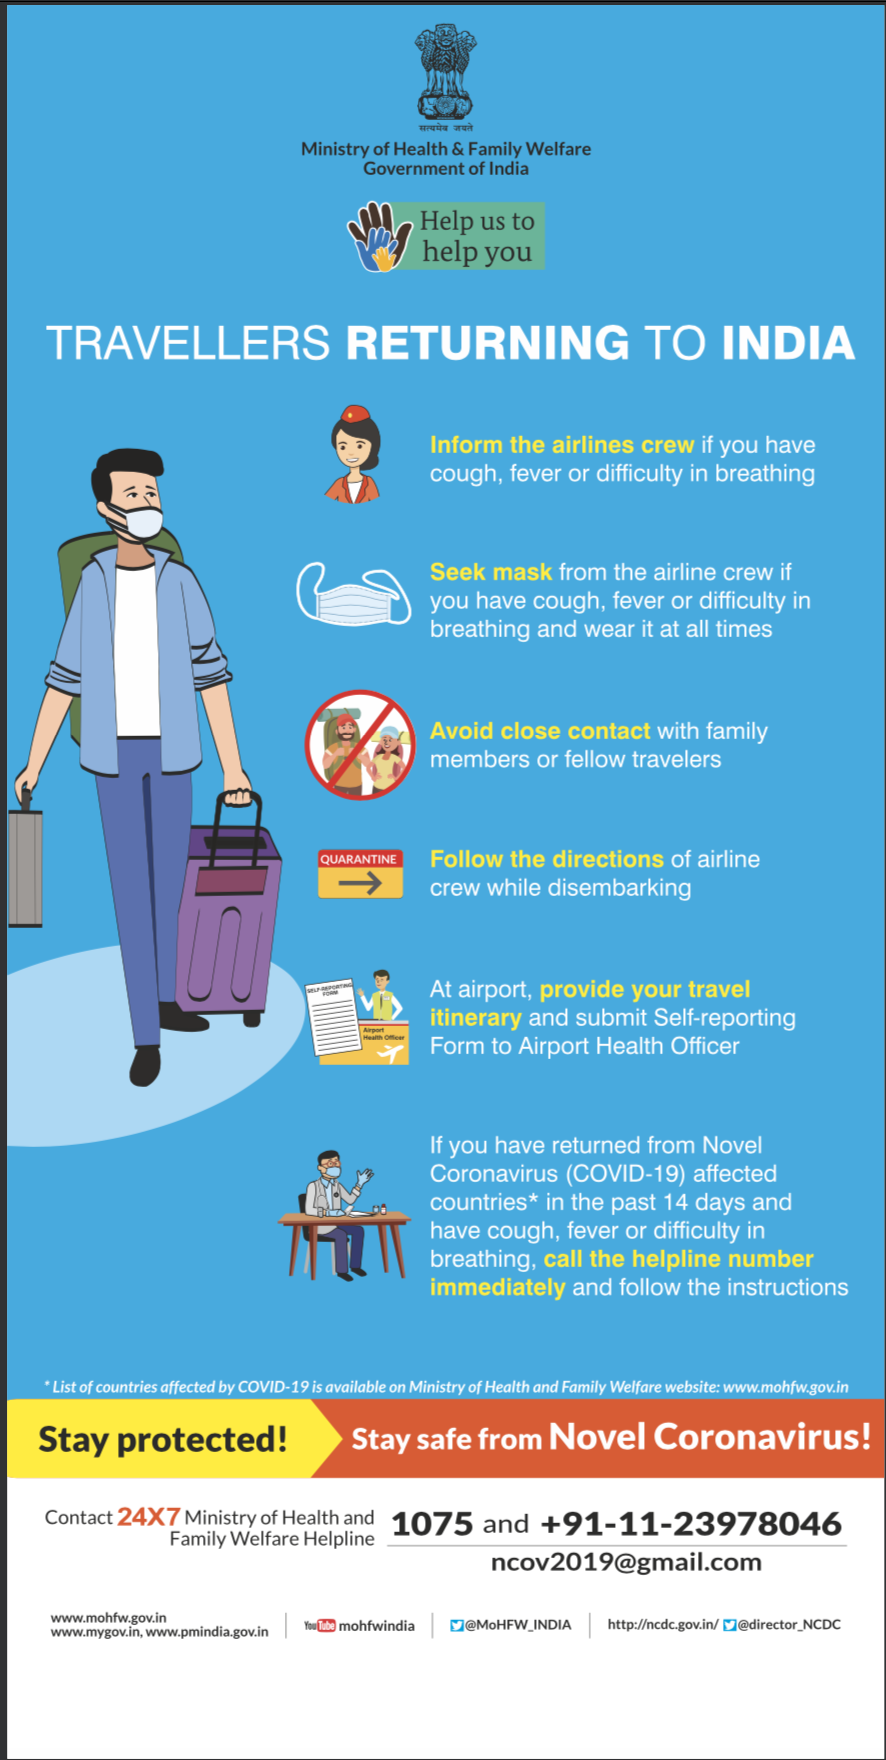 सत्यमेव जयते
Ministry of Health & Family Welfare
Government of India
Help us to
help you
TRAVELLERS RETURNING TO INDIA
Inform the airlines crew if you have
cough, fever or difficulty in breathing
Seek mask from the airline crew if
you have cough, fever or difficulty in
breathing and wear it at all times
Avoid close contact with family
members or fellow travelers
QUARANTINE
Follow the directions of airline
crew while disembarking
SELF-REPORTING
FORM
Airport
Health Officer
At airport, provide your travel
itinerary and submit Self-reporting
Form to Airport Health Officer
If you have returned from Novel
Coronavirus (COVID-19) affected
countries* in the past 14 days and
have cough, fever or difficulty in
breathing, call the helpline number
immediately and follow the instructions
* List of countries affected by COVID-19 is available on Ministry of Health and Family Welfare website: www.mohfw.gov.in
Stay protected!
Stay safe from Novel Coronavirus!
Contact 24X7 Ministry of Health and
Family Welfare Helpline
1075 and +91-11-23978046
ncov2019@gmail.com
www.mohfw.gov.in
www.mygov.in, www.pmindia.gov.in
YouTube mohfwindia
@MoHFW_INDIA
http://ncdc.gov.in/ @director_NCDC